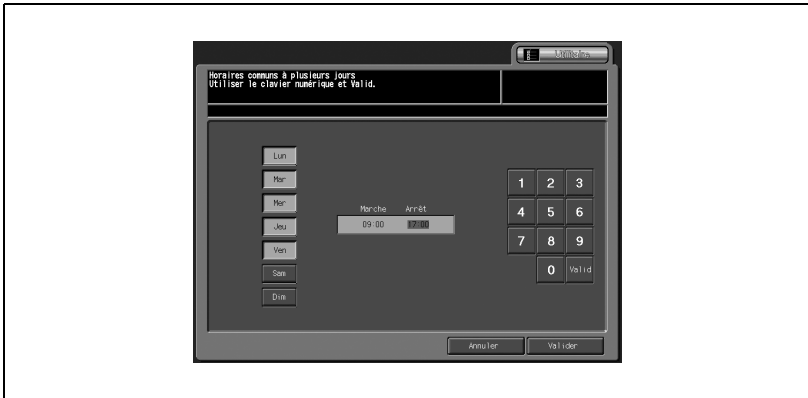 Utilitaire
Horaires communs à plusieurs jours
Utiliser le clavier numérique et Valid.
Lun
Mar
Mer
Jeu
Ven
Sam
Dim
Marche Arrêt
09:00 17:00
1 2 3
4 5 6
7 8 9
0 Valid
Annuler Valider